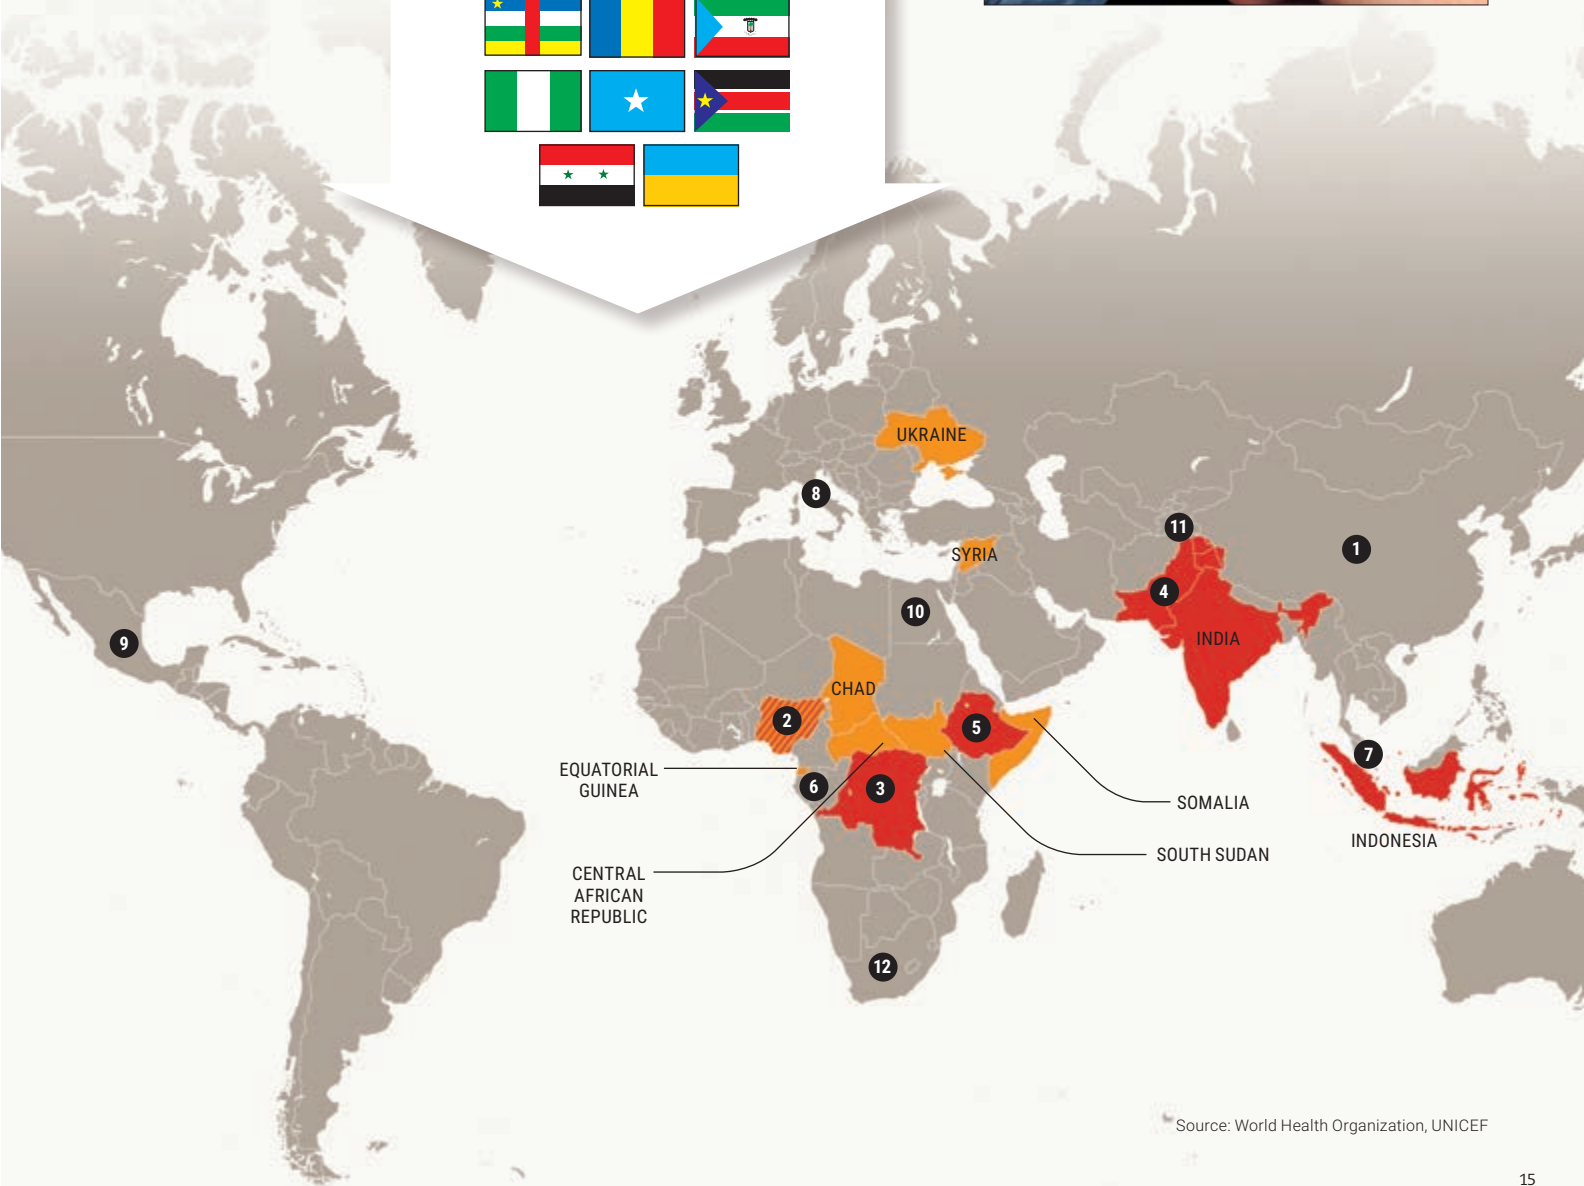 UKRAINE
8
11
1
SYRIA
4
10
9
INDIA
CHAD
2
5
7
EQUATORIAL
GUINEA
6
3
SOMALIA
INDONESIA
SOUTH SUDAN
CENTRAL
AFRICAN
REPUBLIC
12
Source: World Health Organization, UNICEF
15